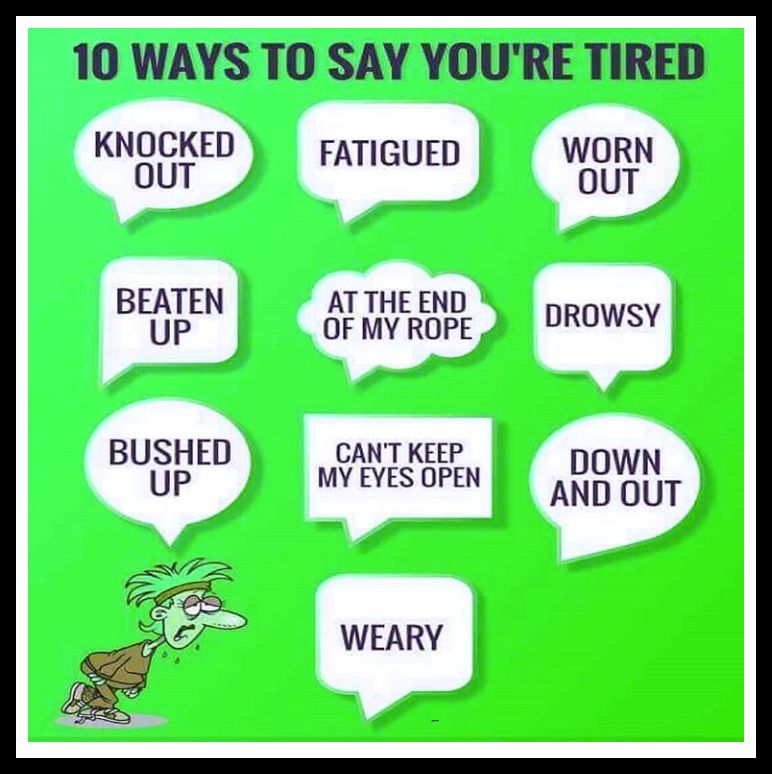 10 WAYS TO SAY YOU'RE TIRED
KNOCKED
OUT
FATIGUED
WORN
OUT
BEATEN
UP
AT THE END
OF MY ROPE
DROWSY
BUSHED
UP
CAN'T KEEP
MY EYES OPEN
DOWN
AND OUT
WEARY